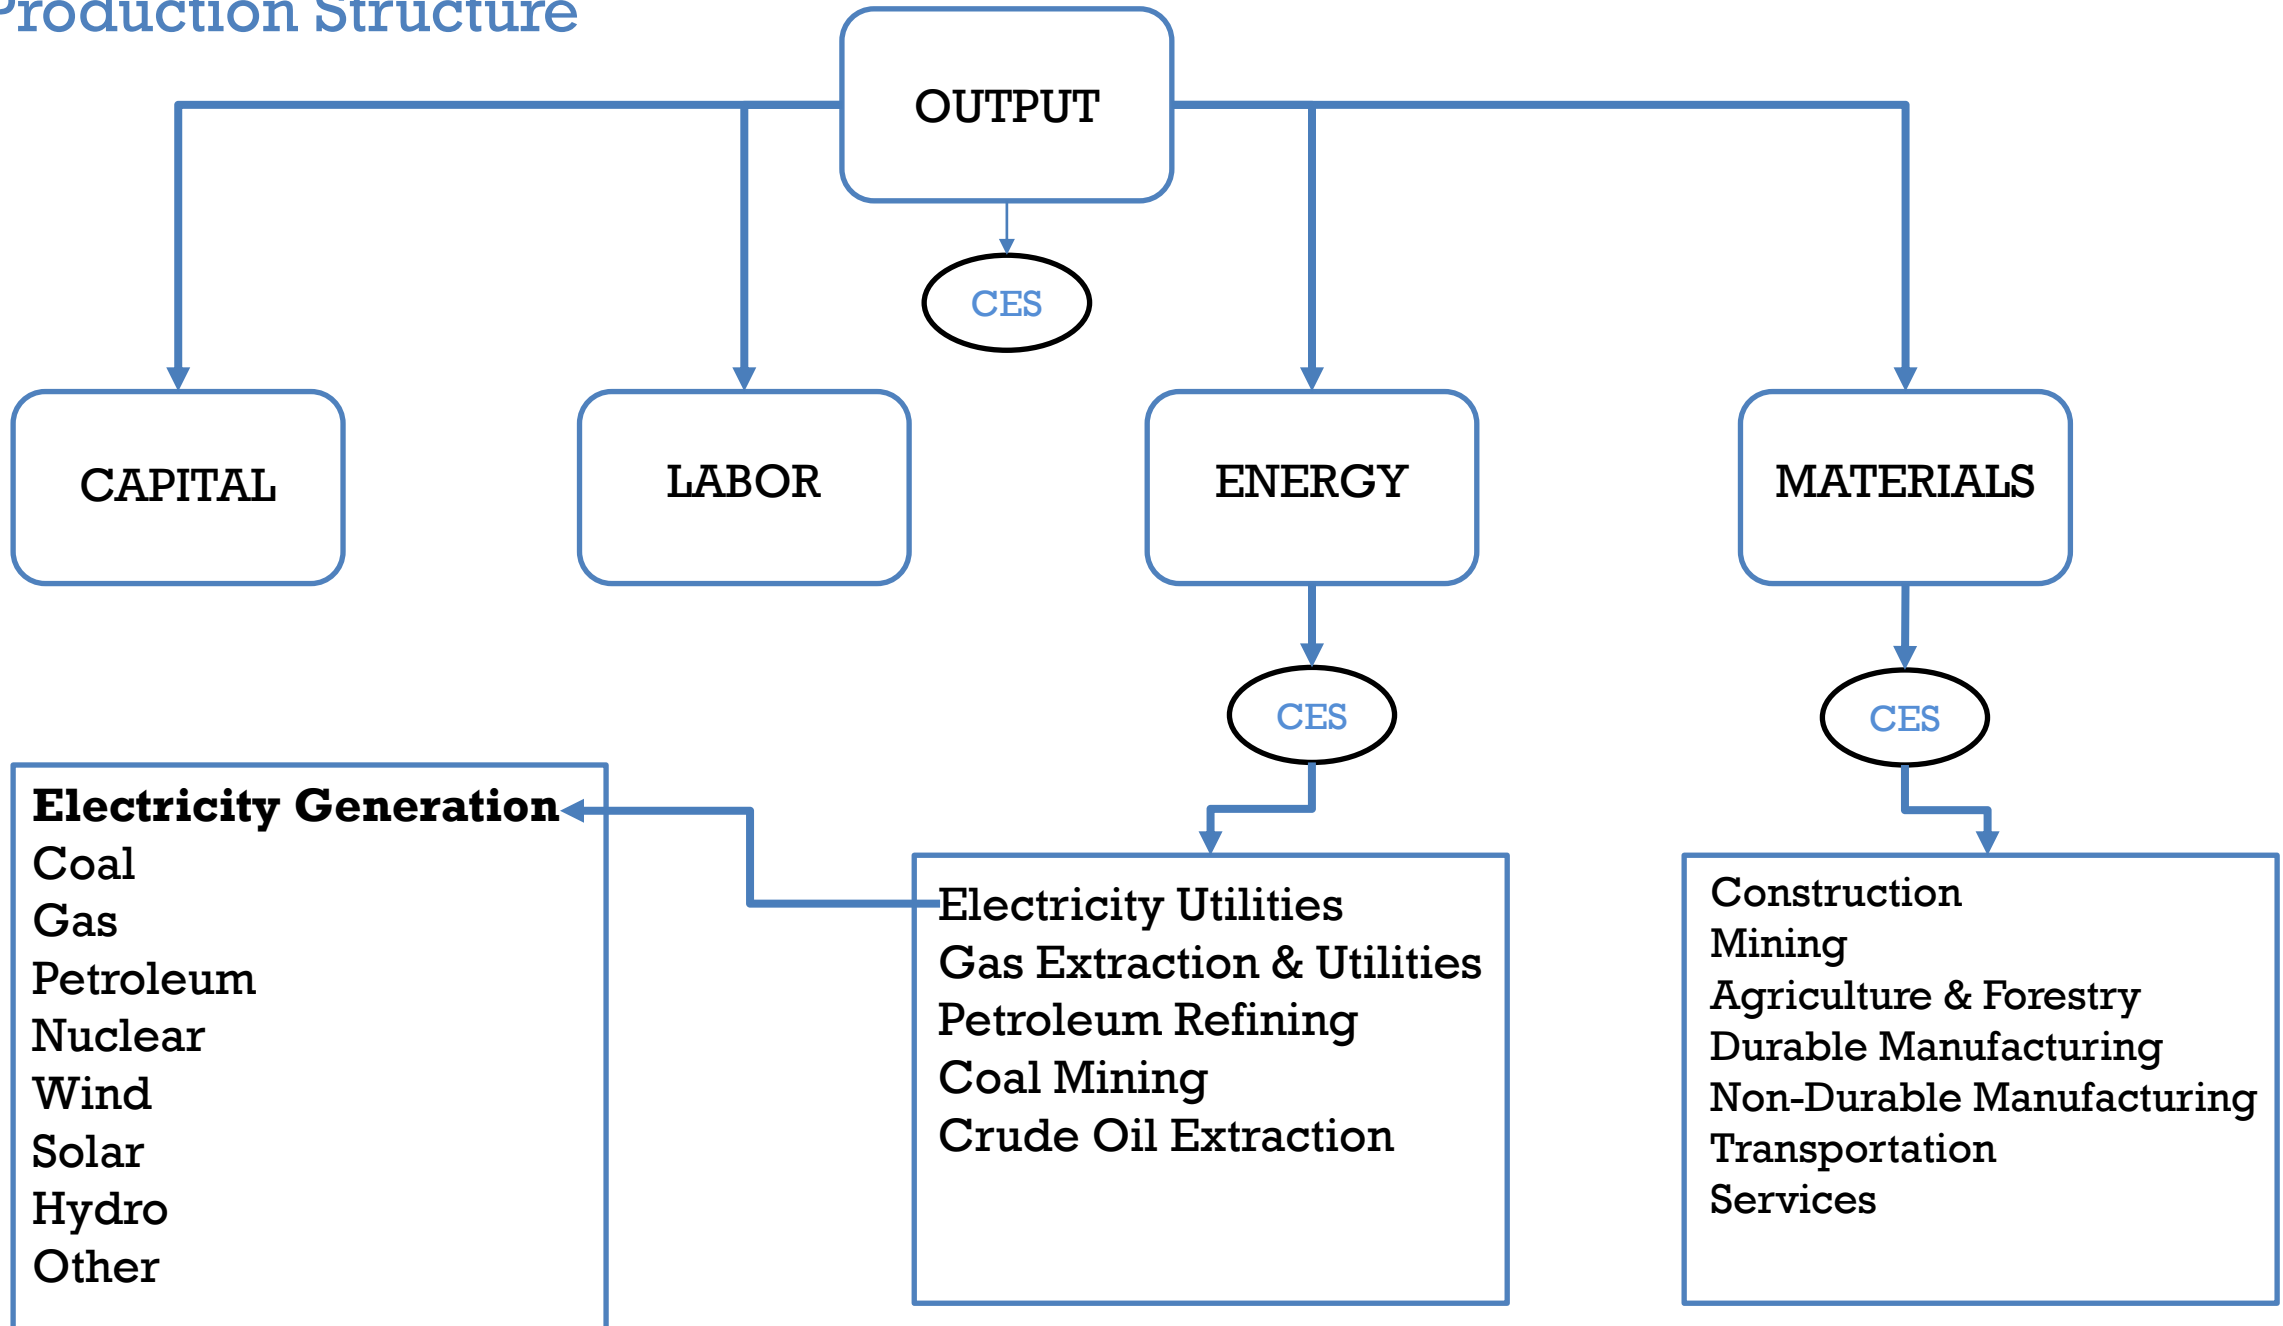 Production Structure
OUTPUT
CES
CAPITAL
LABOR
ENERGY
MATERIALS
CES
CES
Electricity Generation
Coal
Gas
Petroleum
Nuclear
Wind
Solar
Hydro
Other
Electricity Utilities
Gas Extraction & Utilities
Petroleum Refining
Coal Mining
Crude Oil Extraction
Construction
Mining
Agriculture & Forestry
Durable Manufacturing
Non-Durable Manufacturing
Transportation
Services